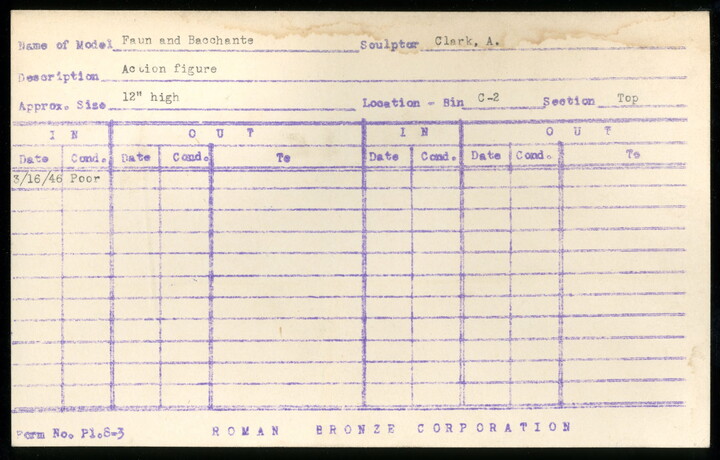 Name of Model Faun and Bacchante Sculptor Clark, A.
Description Action figure
Approx. Size 12" high Location - Bin C-2 Section Top
IN OUT IN OUT
Date Cond. Date Cond. To Date Cond. Date Cond. To
3/16/46 Poor
Form No. Pl.S-3 ROMAN BRONZE CORPORATION